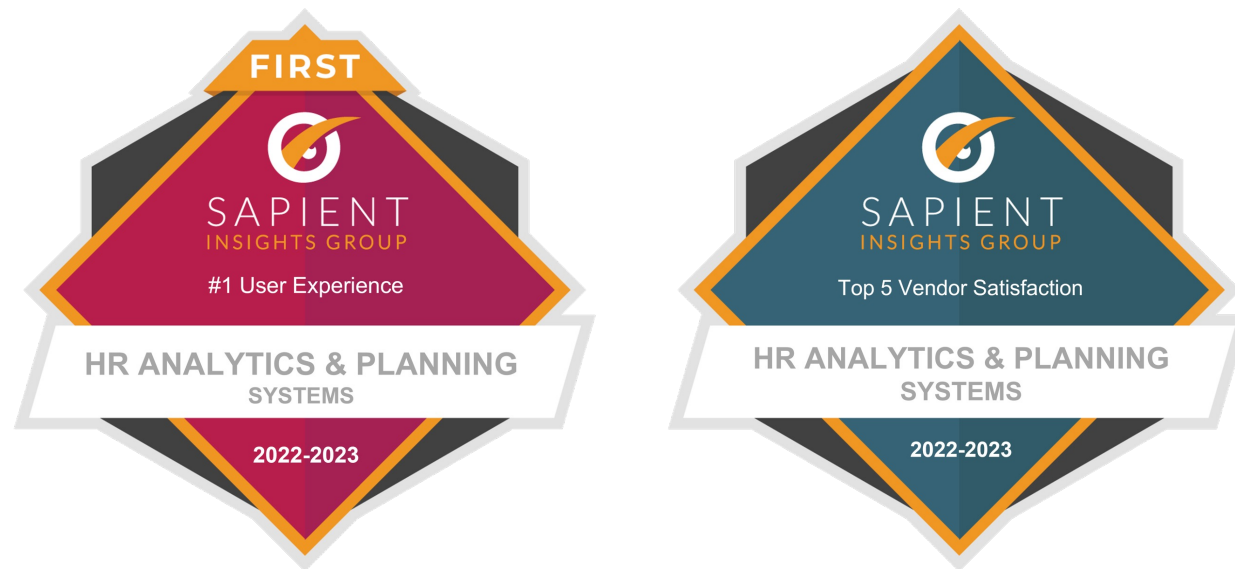 FIRST
SAPIENT
INSIGHTS GROUP
#1 User Experience
HR ANALYTICS & PLANNING
SYSTEMS
2022-2023
SAPIENT
INSIGHTS GROUP
Top 5 Vendor Satisfaction
HR ANALYTICS & PLANNING
SYSTEMS
2022-2023